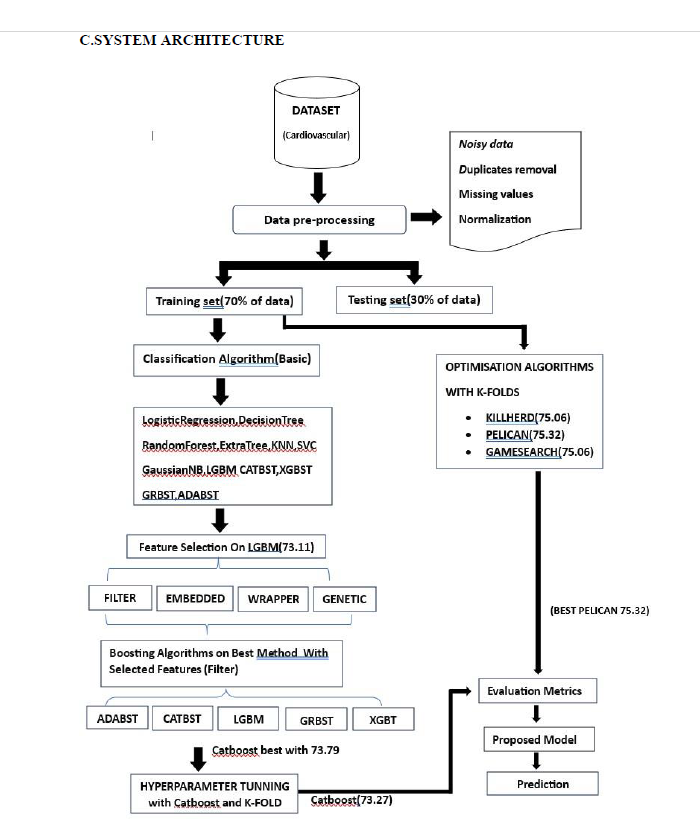 C.SYSTEM ARCHITECTURE
DATASET
(Cardiovascular)
Noisy data
Duplicates removal
Missing values
Normalization
Data pre-processing
Training set(70% of data)
Testing set(30% of data)
Classification Algorithm(Basic)
OPTIMISATION ALGORITHMS
WITH K-FOLDS
• KILLHERD(75.06)
• PELICAN(75.32)
• GAMESEARCH(75.06)
LogisticRegression,DecisionTree
RandomForest,ExtraTree,KNN,SVC
GaussianNB,LGBM CATBST,XGBST
GRBST,ADABST
Feature Selection On LGBM(73.11)
FILTER
EMBEDDED
WRAPPER
GENETIC
(BEST PELICAN 75.32)
Boosting Algorithms on Best Method With
Selected Features (Filter)
ADABST
CATBST
LGBM
GRBST
XGBT
Evaluation Metrics
Catboost best with 73.79
Proposed Model
HYPERPARAMETER TUNNING
with Catboost and K-FOLD
Catboost(73.27)
Prediction